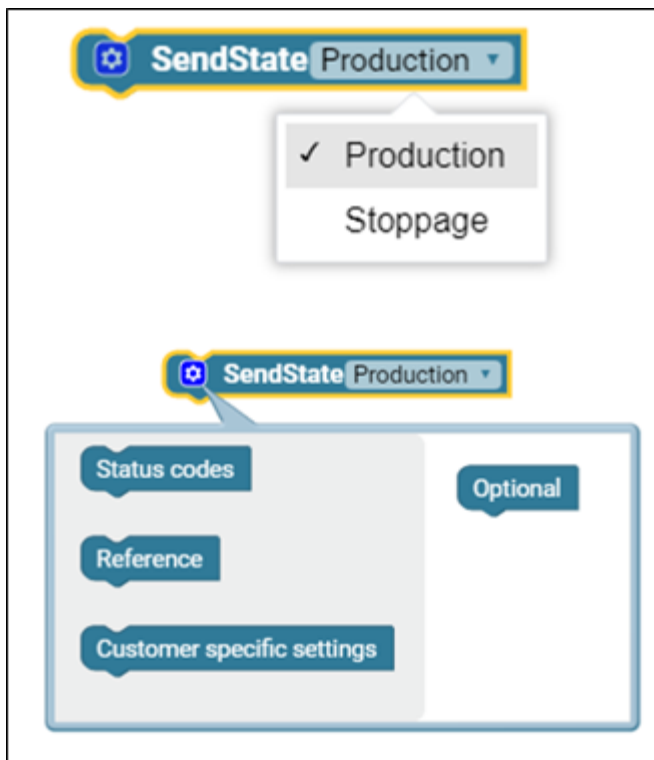 SendState Production
✓ Production
Stoppage
SendState Production
Status codes
Optional
Reference
Customer specific settings